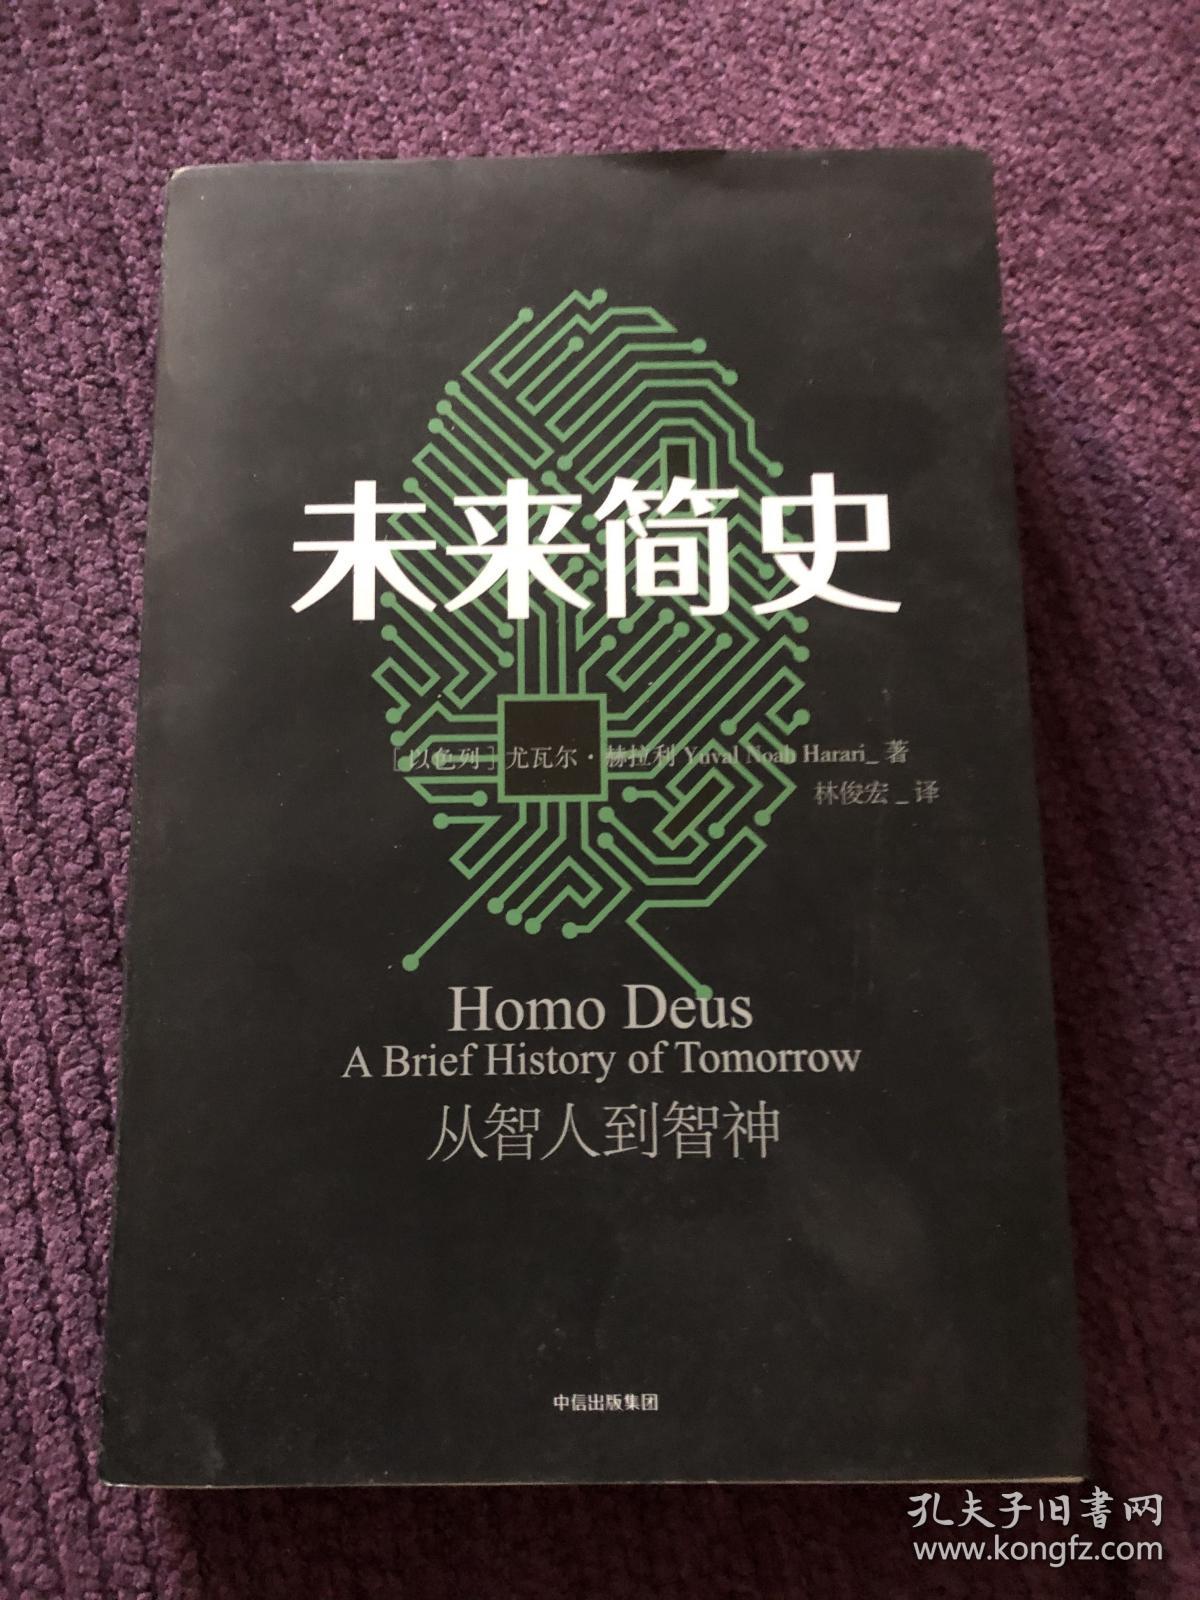 未来简史
[以色列] 尤瓦尔·赫拉利 Yuval Noah Harari_著
林俊宏_译
Homo Deus
A Brief History of Tomorrow
从智人到智神
中信出版集团
孔夫子旧书网
www.kongfz.com